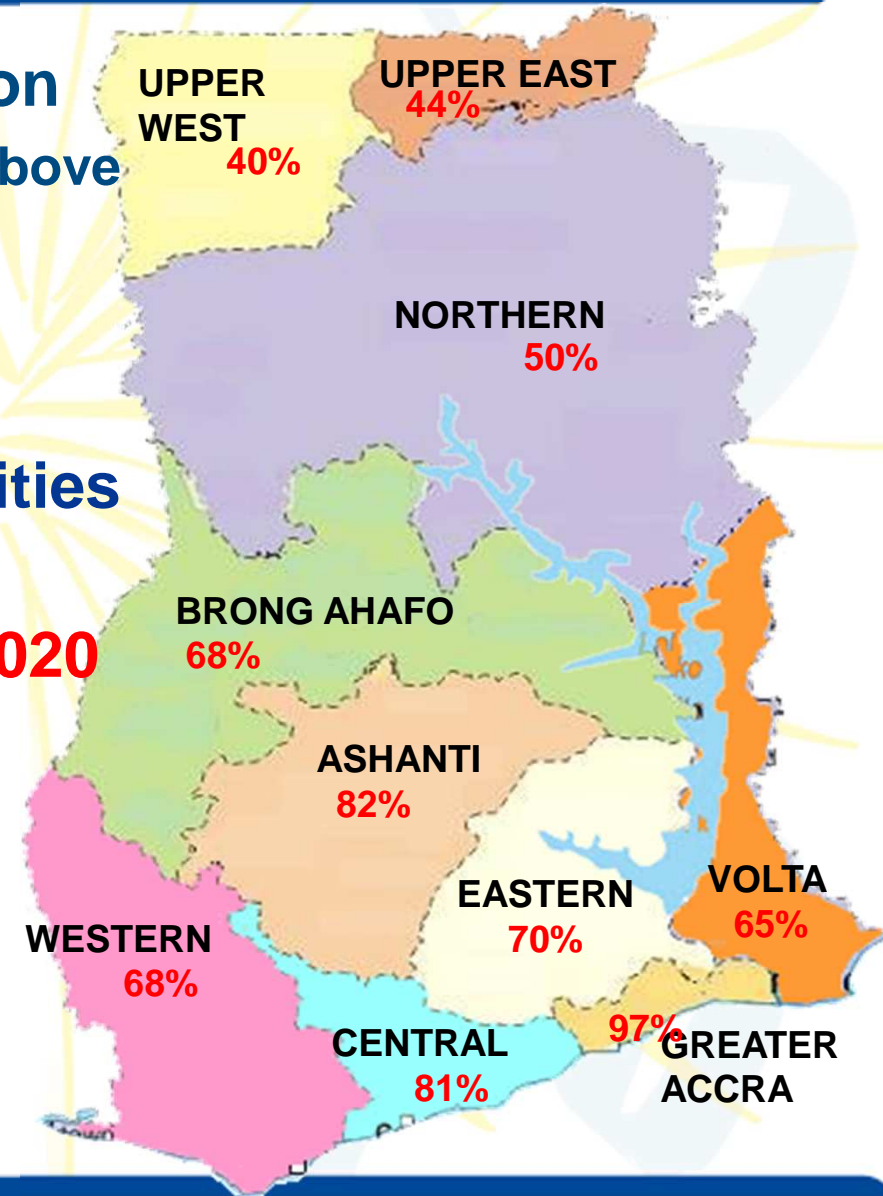 on
bove
ities
020
UPPER
WEST
40%
UPPER EAST
44%
NORTHERN
50%
BRONG AHAFO
68%
ASHANTI
82%
EASTERN
70%
VOLTA
65%
WESTERN
68%
CENTRAL
81%
97%
GREATER
ACCRA